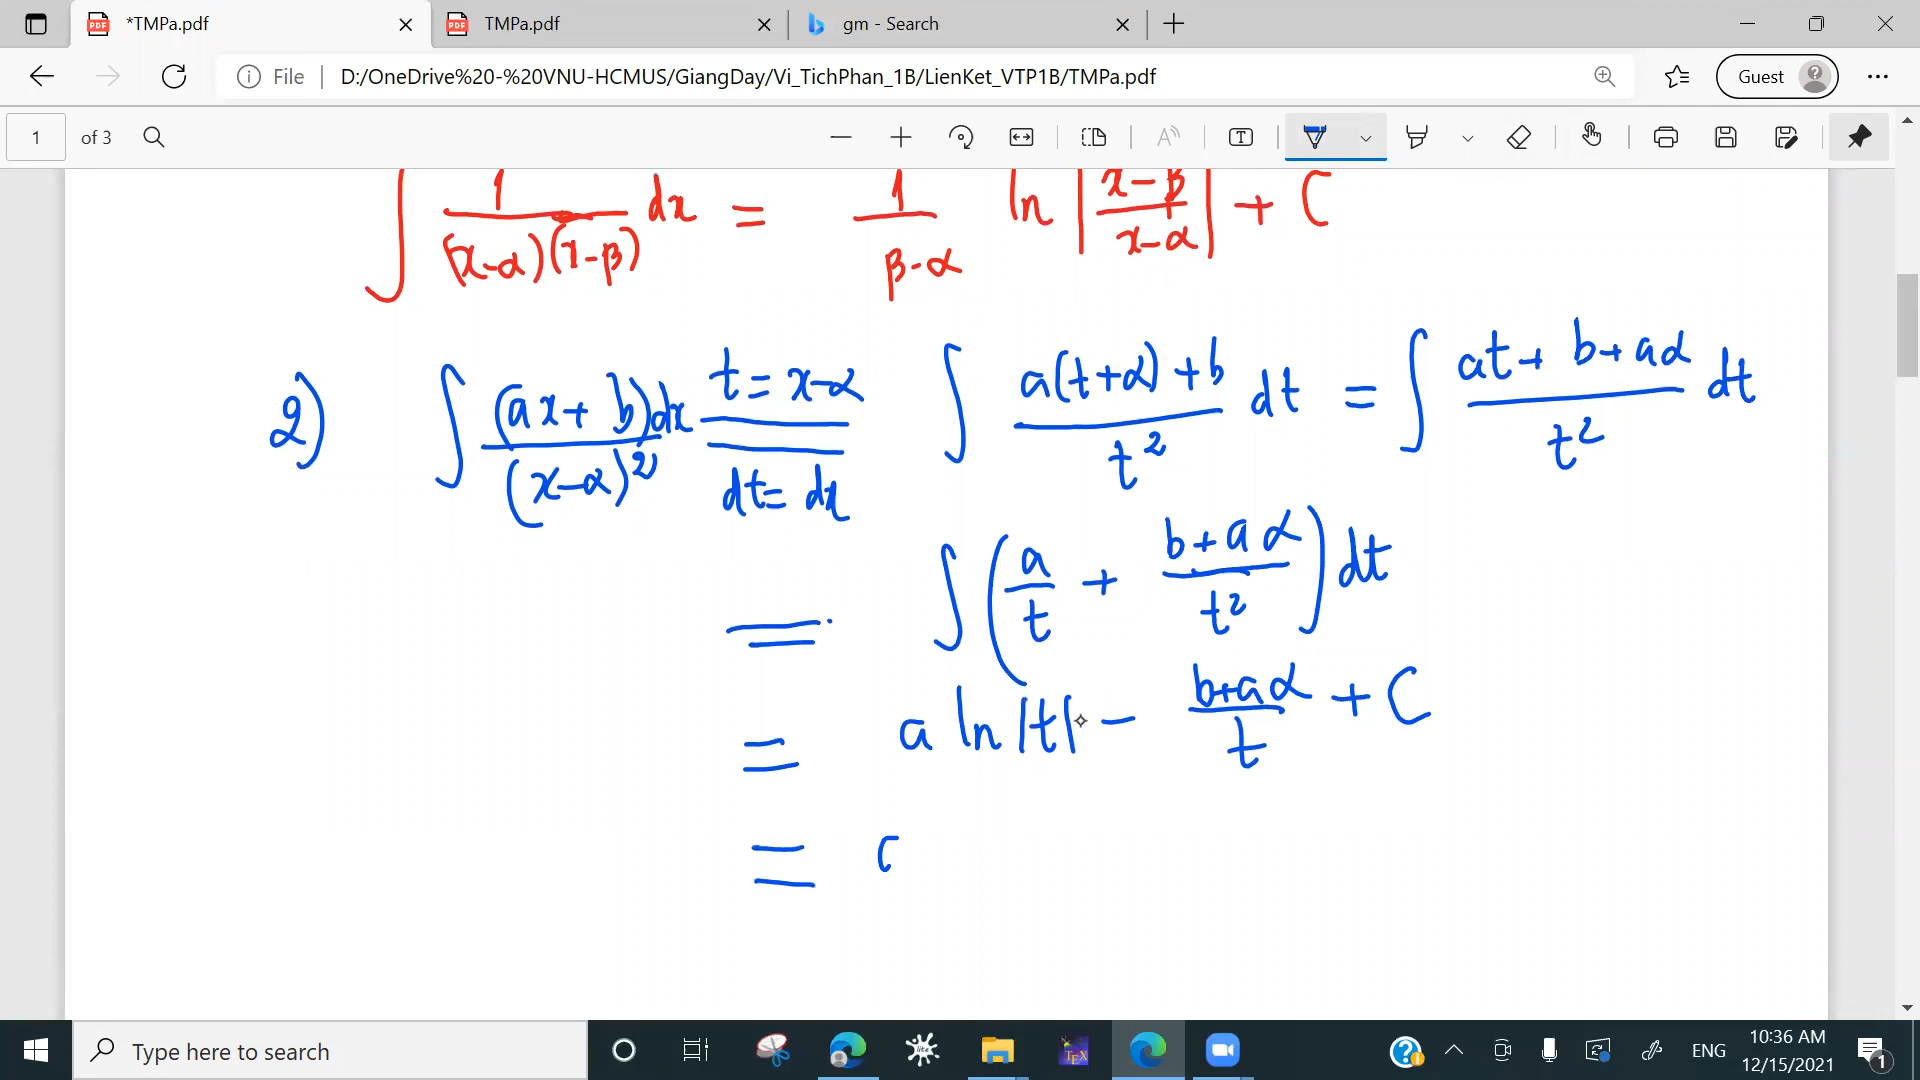 *TMPa.pdf
TMPa.pdf
gm - Search
File
D:/OneDrive%20-%20VNU-HCMUS/GiangDay/Vi_TichPhan_1B/LienKet_VTP1B/TMPa.pdf
Guest
1 of 3
∫ 1/((x-α)(x-β)) dx = 1/(β-α) ln |(x-β)/(x-α)| + C
2) ∫ (ax+b)dx/(x-α)² = (t = x-α, dt = dx) ∫ (a(t+α)+b)/t² dt = ∫ (at + b+aα)/t² dt
= ∫ (a/t + (b+aα)/t²) dt
= a ln|t| - (b+aα)/t + C
=
Type here to search
ENG
10:36 AM
12/15/2021
1